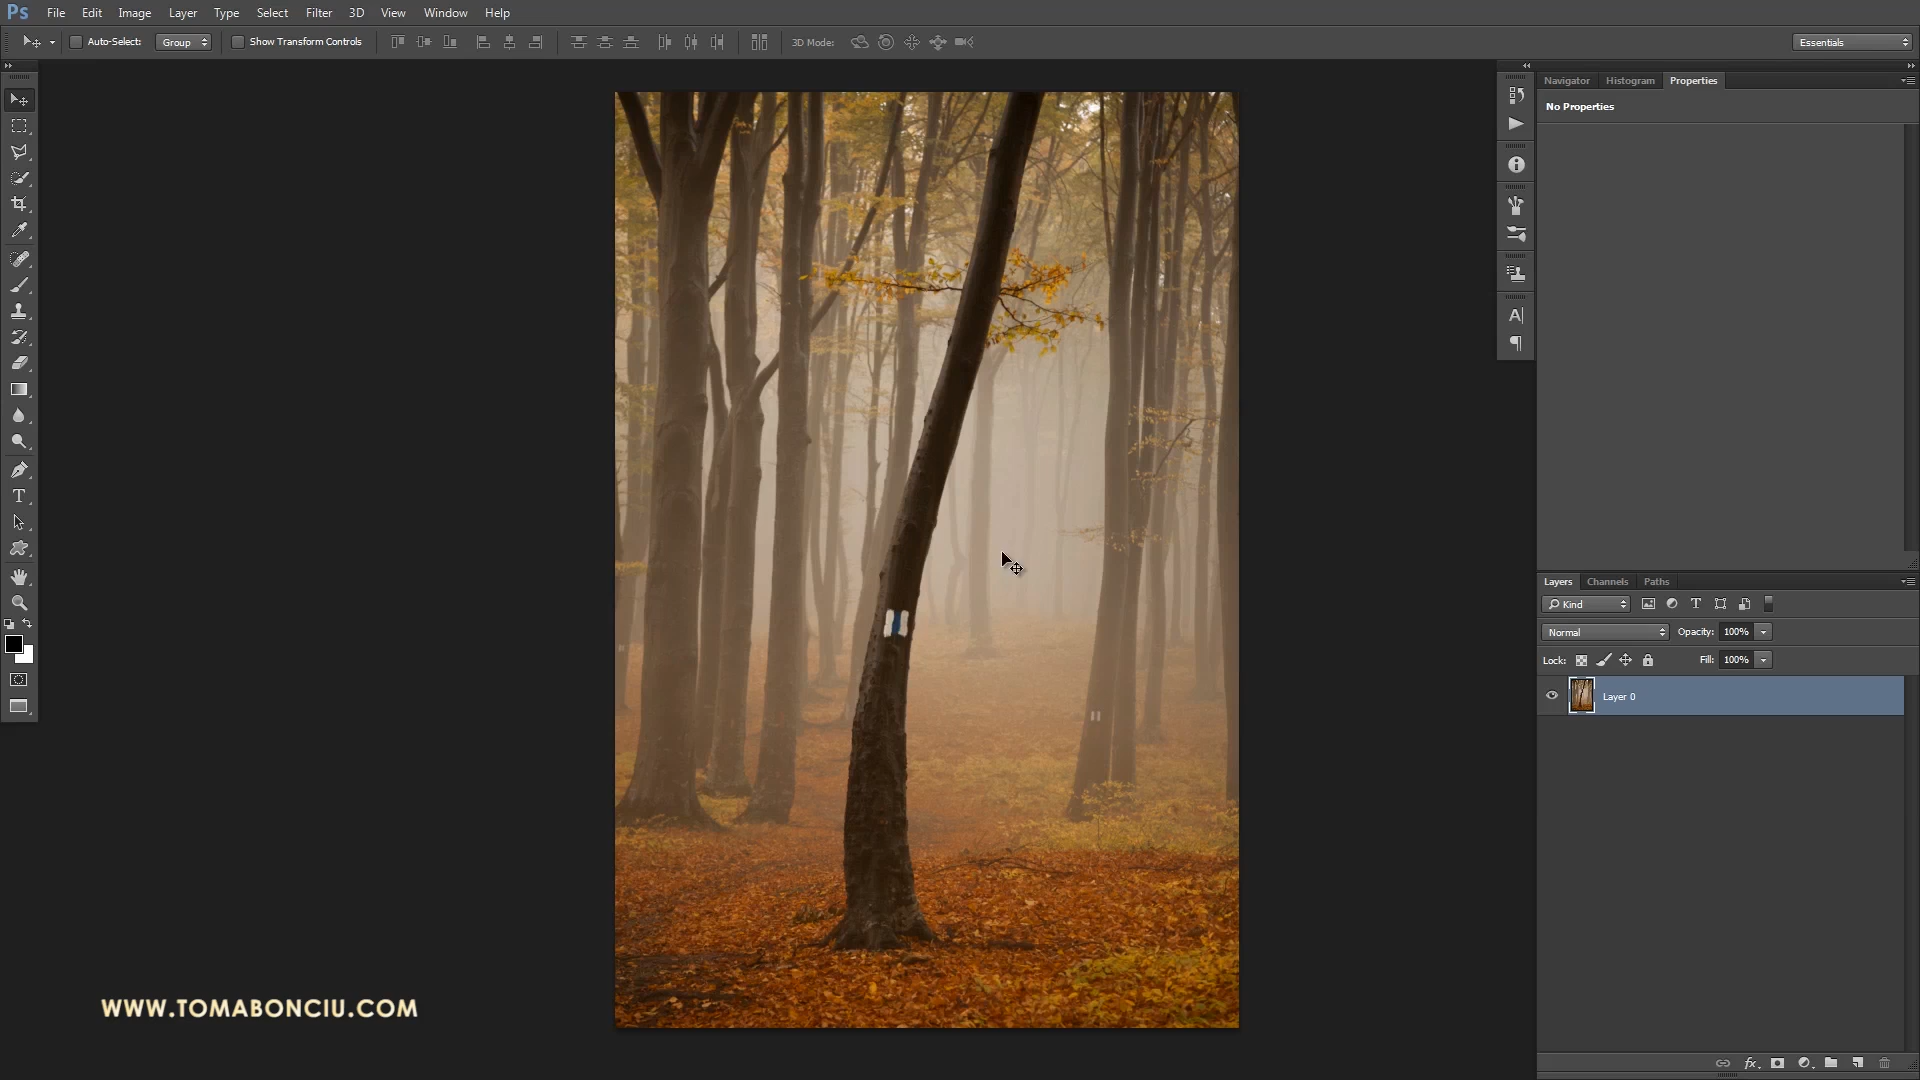 Ps File Edit Image Layer Type Select Filter 3D View Window Help
Auto-Select: Group Show Transform Controls 3D Mode: Essentials
Navigator Histogram Properties
No Properties
Layers Channels Paths
Kind
Normal Opacity: 100%
Lock: Fill: 100%
Layer 0
WWW.TOMABONCIU.COM